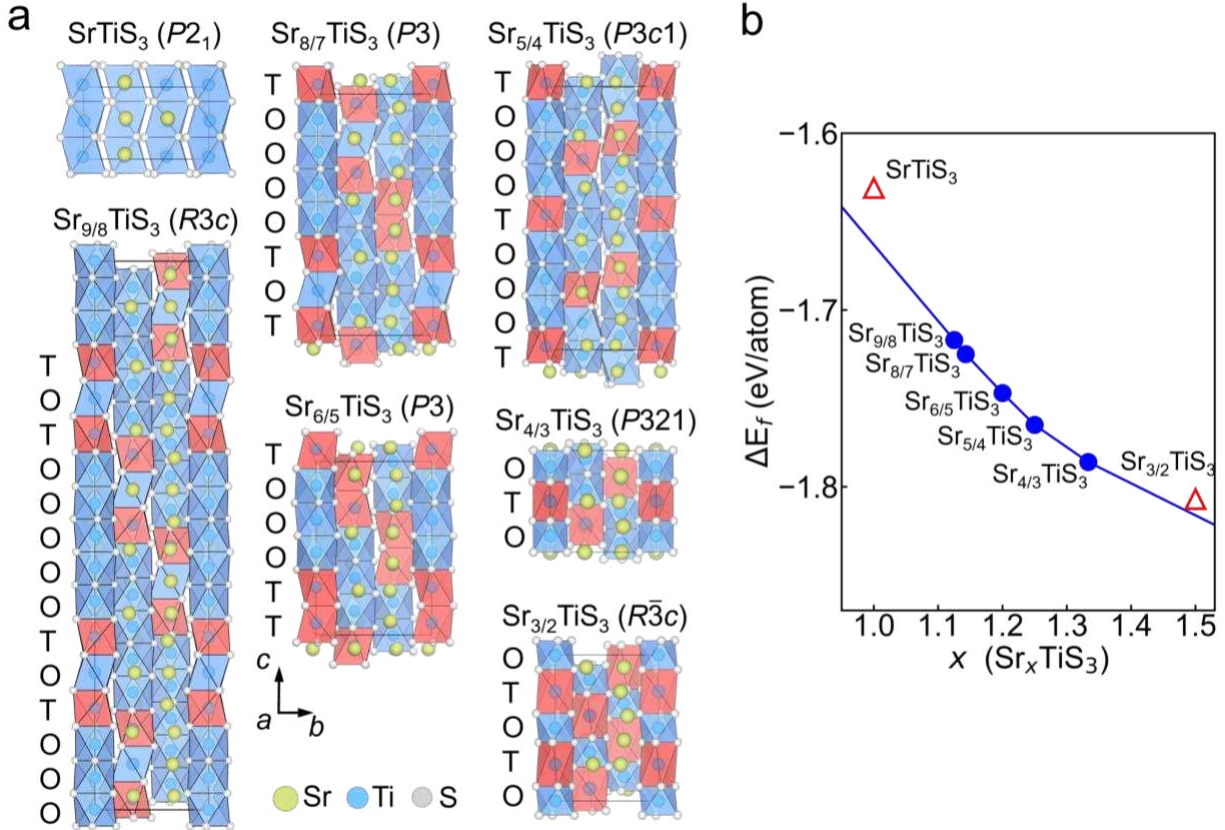 a
SrTiS3 (P21)
Sr8/7TiS3 (P3)
T
O
O
O
O
O
T
O
T
Sr5/4TiS3 (P3c1)
T
O
O
O
T
O
O
O
T
Sr9/8TiS3 (R3c)
T
O
T
O
O
O
O
O
T
O
T
O
O
O
Sr6/5TiS3 (P3)
T
O
O
O
T
T
Sr4/3TiS3 (P321)
O
T
O
Sr3/2TiS3 (R3̄c)
O
T
O
T
O
c
a
b
Sr
Ti
S
b
−1.6
−1.7
−1.8
ΔEf (eV/atom)
SrTiS3
Sr9/8TiS3
Sr8/7TiS3
Sr6/5TiS3
Sr5/4TiS3
Sr4/3TiS3
Sr3/2TiS3
1.0 1.1 1.2 1.3 1.4 1.5
x (SrxTiS3)